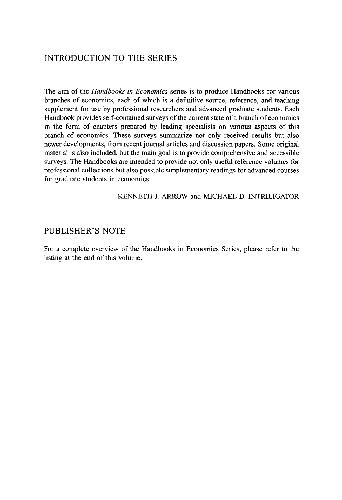 INTRODUCTION TO THE SERIES
The aim of the Handbooks in Economics series is to produce Handbooks for various
branches of economics, each of which is a definitive source, reference, and teaching
supplement for use by professional researchers and advanced graduate students. Each
Handbook provides self-contained surveys of the current state of a branch of economics
in the form of chapters prepared by leading specialists on various aspects of this
branch of economics. These surveys summarize not only received results but also
newer developments, from recent journal articles and discussion papers. Some original
material is also included, but the main goal is to provide comprehensive and accessible
surveys. The Handbooks are intended to provide not only useful reference volumes for
professional collections but also possible supplementary readings for advanced courses
for graduate students in economics.
KENNETH J. ARROW and MICHAEL D. INTRILIGATOR
PUBLISHER'S NOTE
For a complete overview of the Handbooks in Economics Series, please refer to the
listing at the end of this volume.